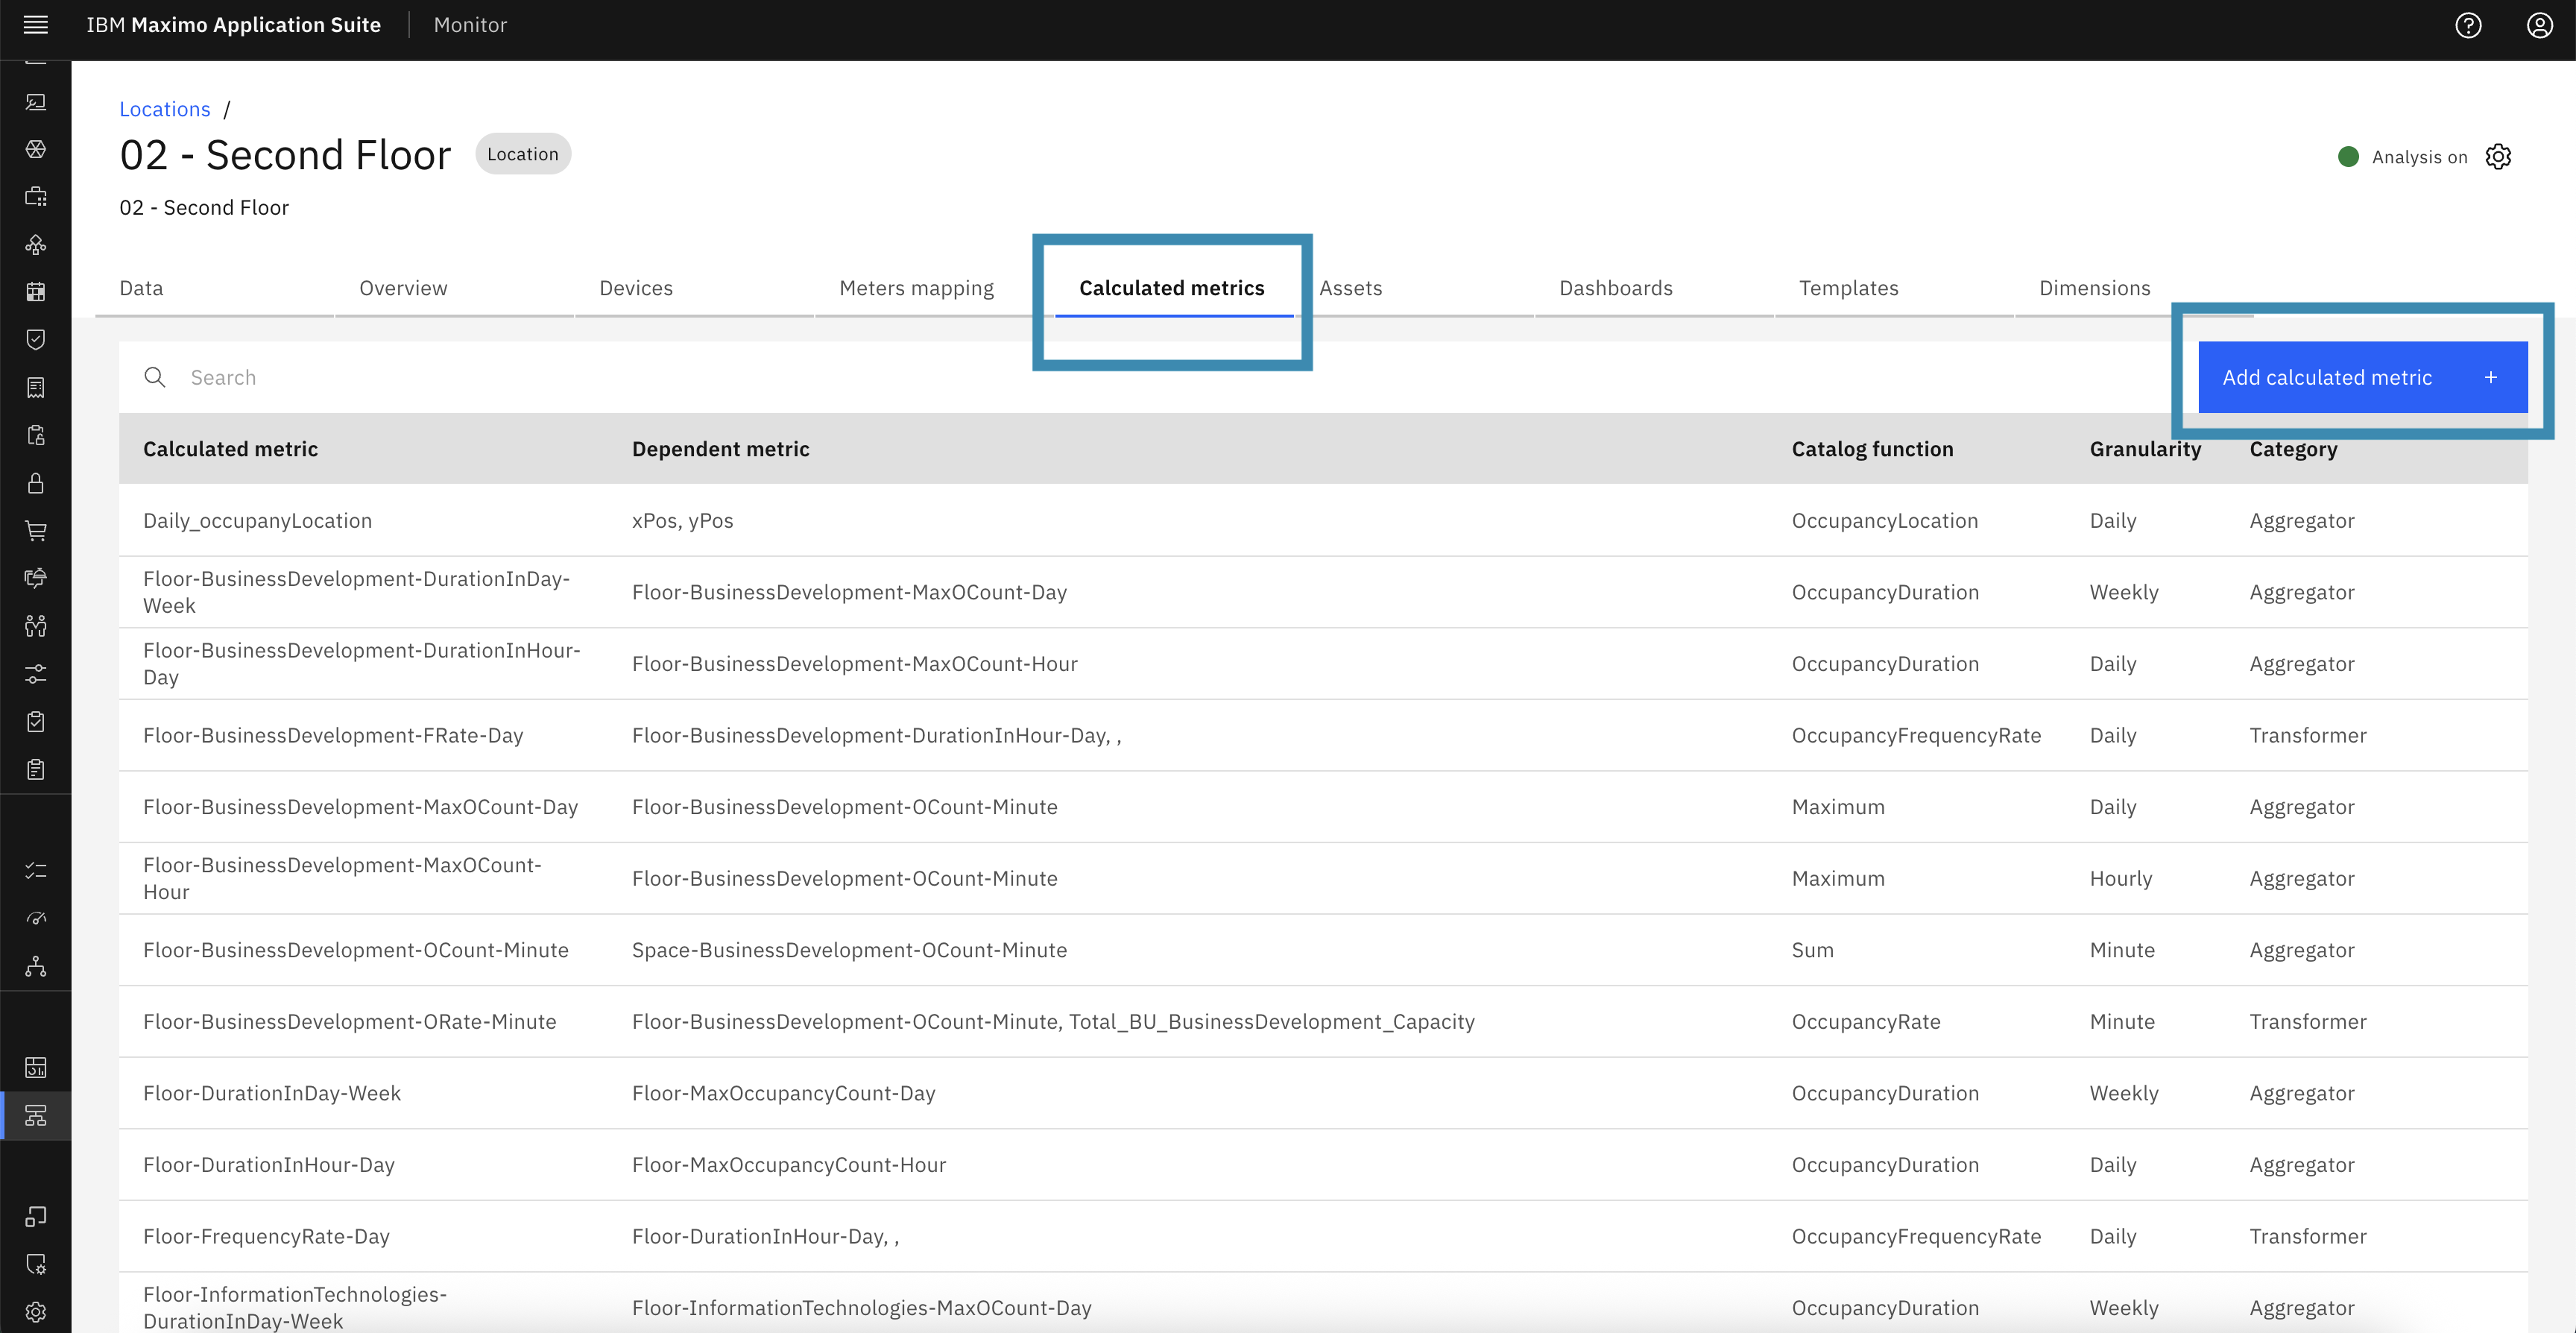 IBM Maximo Application Suite | Monitor
Locations /
02 - Second Floor Location
Analysis on
02 - Second Floor
Data Overview Devices Meters mapping Calculated metrics Assets Dashboards Templates Dimensions
Search Add calculated metric +
Calculated metric Dependent metric Catalog function Granularity Category
Daily_occupanyLocation xPos, yPos OccupancyLocation Daily Aggregator
Floor-BusinessDevelopment-DurationInDay-
Week Floor-BusinessDevelopment-MaxOCount-Day OccupancyDuration Weekly Aggregator
Floor-BusinessDevelopment-DurationInHour-
Day Floor-BusinessDevelopment-MaxOCount-Hour OccupancyDuration Daily Aggregator
Floor-BusinessDevelopment-FRate-Day Floor-BusinessDevelopment-DurationInHour-Day, , OccupancyFrequencyRate Daily Transformer
Floor-BusinessDevelopment-MaxOCount-Day Floor-BusinessDevelopment-OCount-Minute Maximum Daily Aggregator
Floor-BusinessDevelopment-MaxOCount-
Hour Floor-BusinessDevelopment-OCount-Minute Maximum Hourly Aggregator
Floor-BusinessDevelopment-OCount-Minute Space-BusinessDevelopment-OCount-Minute Sum Minute Aggregator
Floor-BusinessDevelopment-ORate-Minute Floor-BusinessDevelopment-OCount-Minute, Total_BU_BusinessDevelopment_Capacity OccupancyRate Minute Transformer
Floor-DurationInDay-Week Floor-MaxOccupancyCount-Day OccupancyDuration Weekly Aggregator
Floor-DurationInHour-Day Floor-MaxOccupancyCount-Hour OccupancyDuration Daily Aggregator
Floor-FrequencyRate-Day Floor-DurationInHour-Day, , OccupancyFrequencyRate Daily Transformer
Floor-InformationTechnologies-
DurationInDay-Week Floor-InformationTechnologies-MaxOCount-Day OccupancyDuration Weekly Aggregator